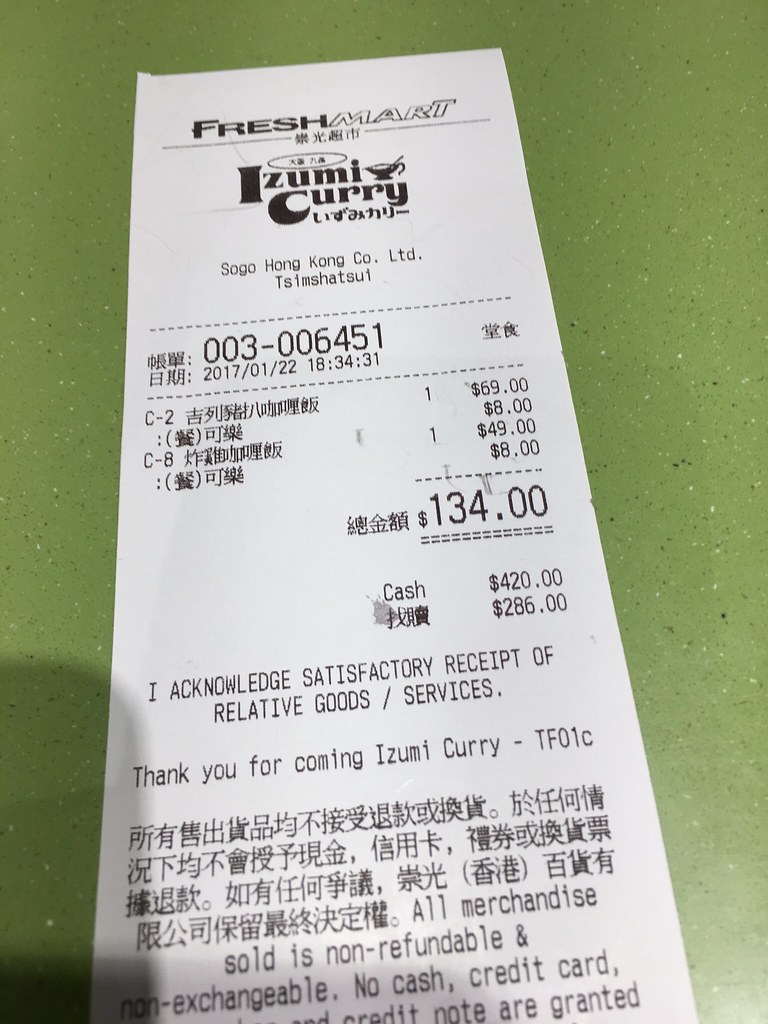 FRESHMART
崇光超市
大阪 九萬
Izumi
Curry
いずみカリー
Sogo Hong Kong Co. Ltd.
Tsimshatsui
帳單: 003-006451 堂食
日期: 2017/01/22 18:34:31
C-2 吉列豬扒咖喱飯 1 $69.00
:(餐)可樂 $8.00
C-8 炸雞咖喱飯 1 $49.00
:(餐)可樂 $8.00
總金額 $134.00
Cash $420.00
找贖 $286.00
I ACKNOWLEDGE SATISFACTORY RECEIPT OF
RELATIVE GOODS / SERVICES.
Thank you for coming Izumi Curry - TF01c
所有售出貨品均不接受退款或換貨。於任何情
況下均不會授予現金，信用卡，禮券或換貨票
據退款。如有任何爭議，崇光（香港）百貨有
限公司保留最終決定權。All merchandise
sold is non-refundable &
non-exchangeable. No cash, credit card,
and credit note are granted